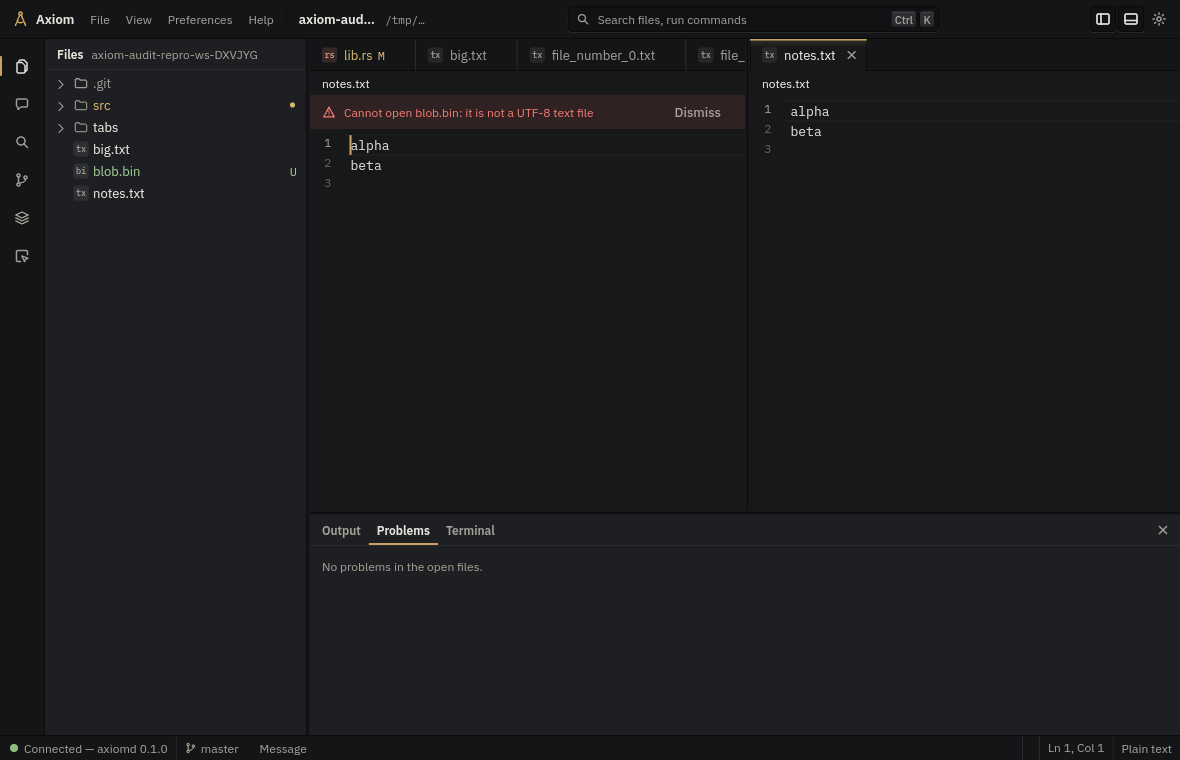 Axiom File View Preferences Help axiom-aud... /tmp/… Search files, run commands Ctrl K
Files axiom-audit-repro-ws-DXVJYG
.git
src
tabs
tx big.txt
bi blob.bin U
tx notes.txt
rs lib.rs M tx big.txt tx file_number_0.txt tx file_
notes.txt
Cannot open blob.bin: it is not a UTF-8 text file Dismiss
1 alpha
2 beta
3
tx notes.txt
notes.txt
1 alpha
2 beta
3
Output Problems Terminal
No problems in the open files.
Connected — axiomd 0.1.0 master Message Ln 1, Col 1 Plain text